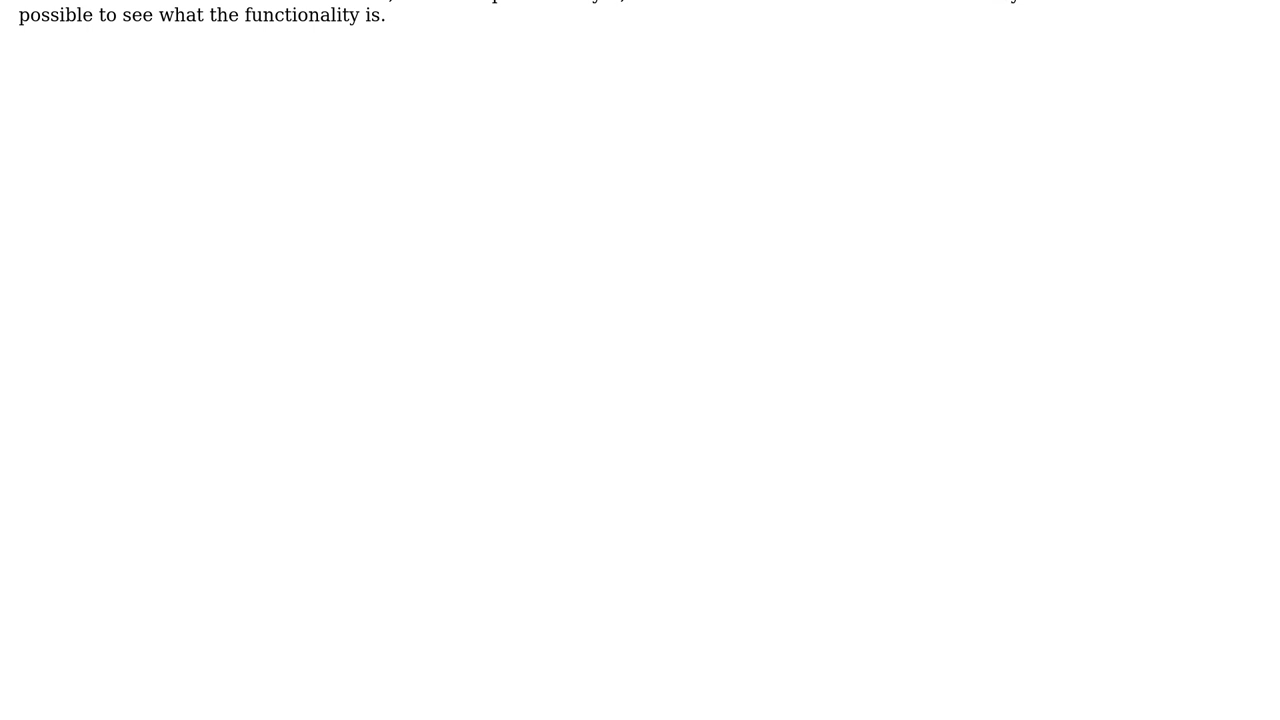 possible to see what the functionality is.